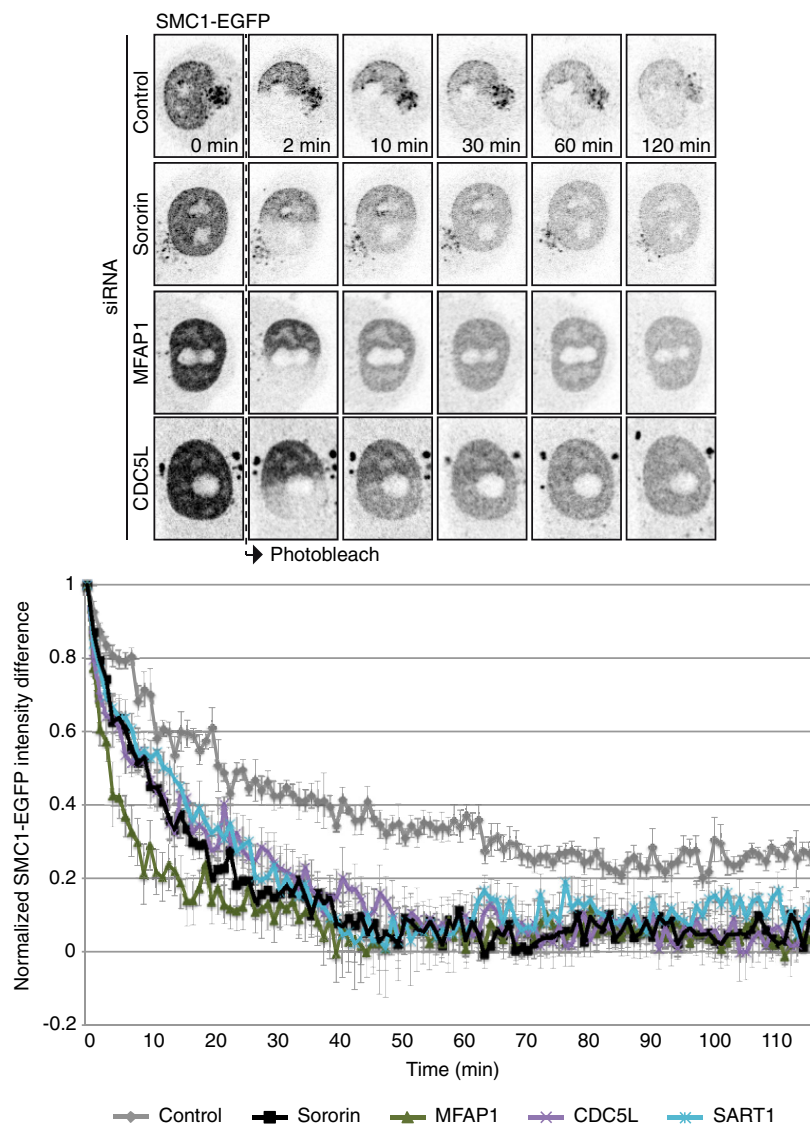 SMC1-EGFP
siRNA
Control
0 min 2 min 10 min 30 min 60 min 120 min
Sororin
MFAP1
CDC5L
Photobleach
Normalized SMC1-EGFP intensity difference
1
0.8
0.6
0.4
0.2
0
-0.2
0 10 20 30 40 50 60 70 80 90 100 110
Time (min)
Control Sororin MFAP1 CDC5L SART1